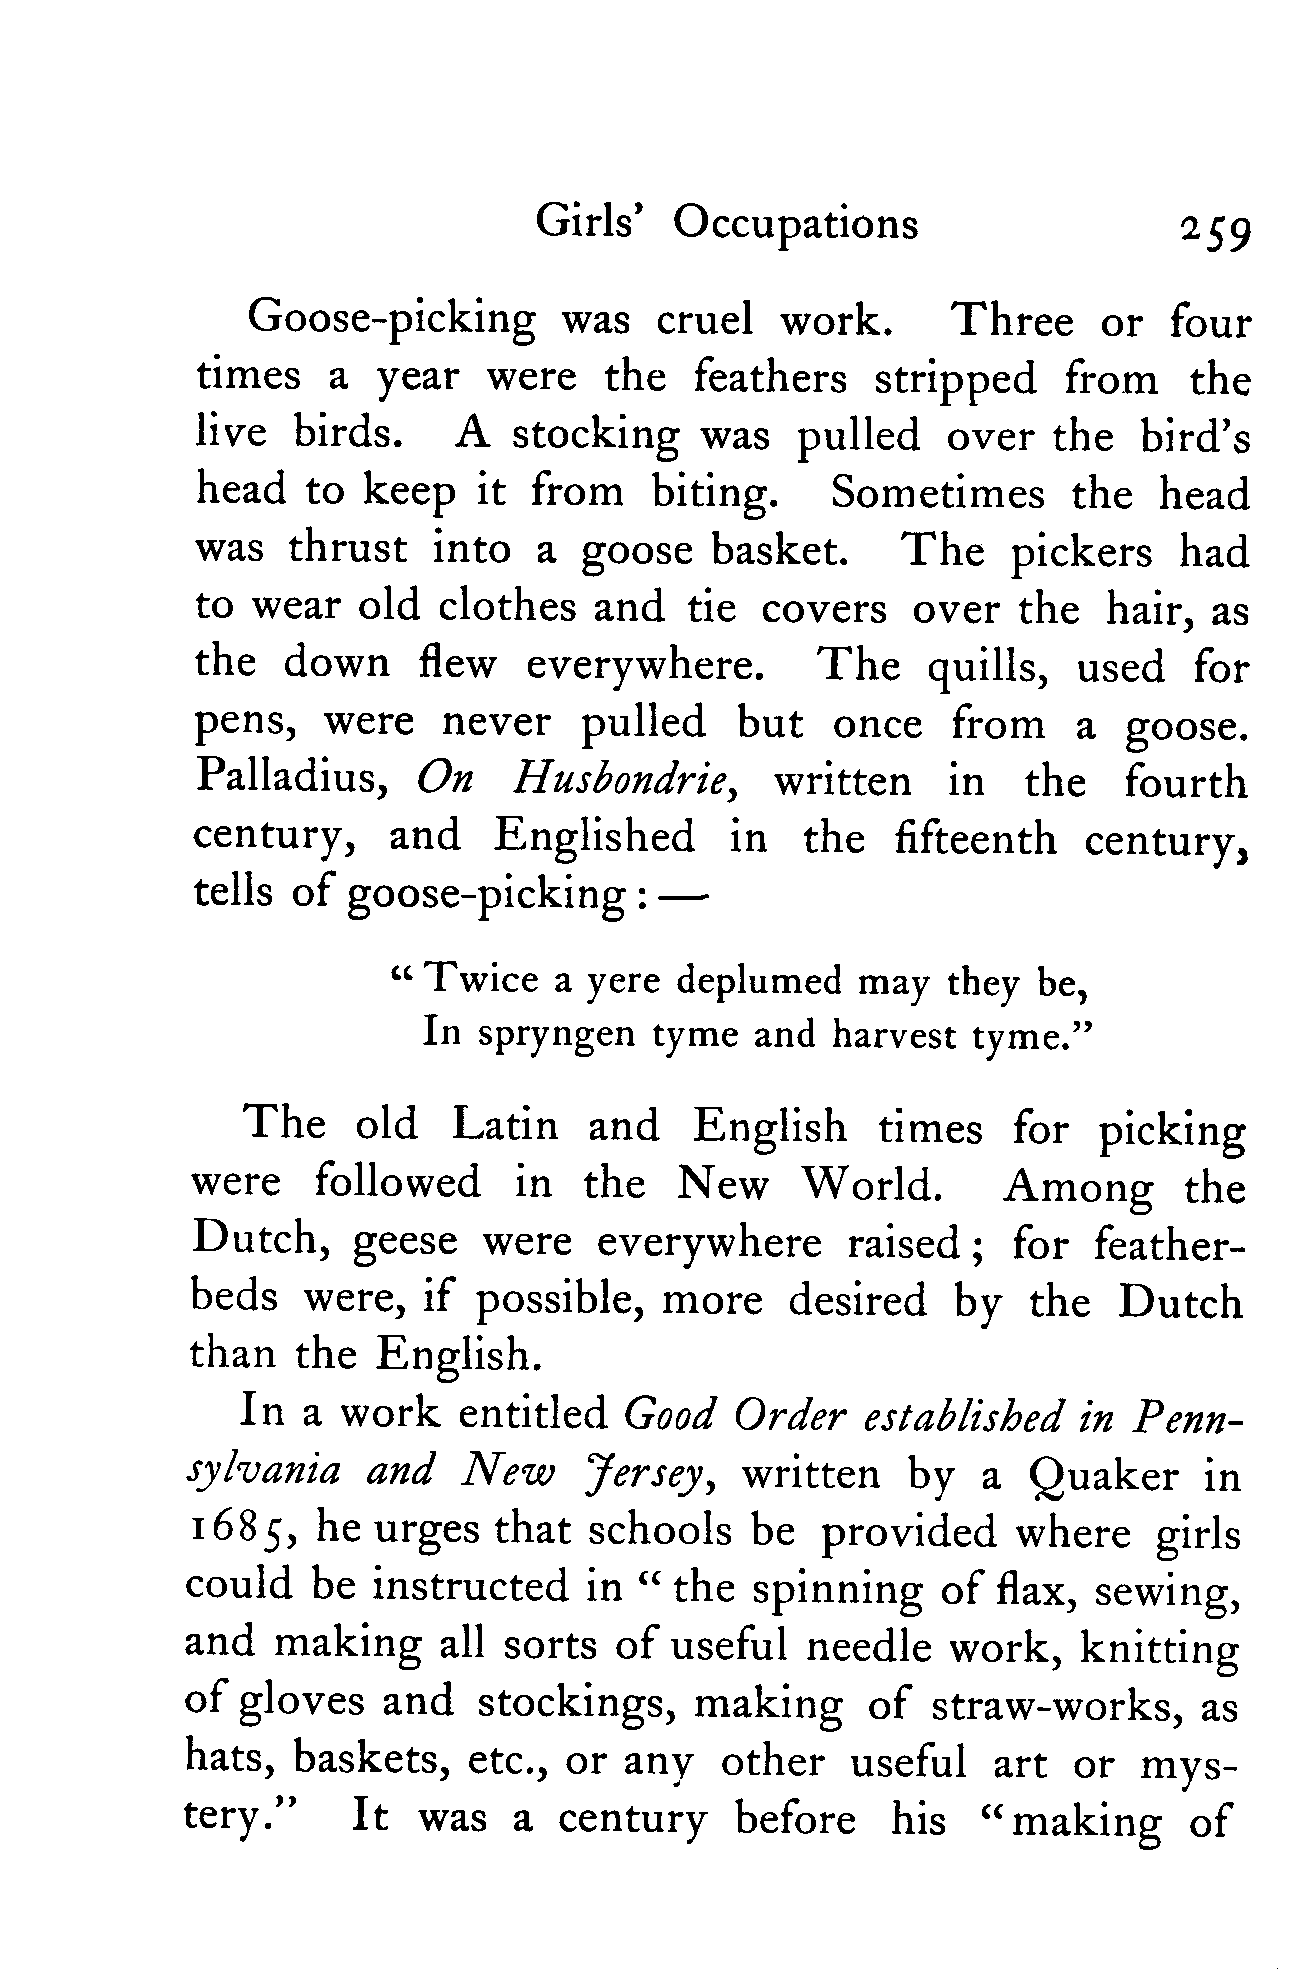 Girls' Occupations 259
Goose-picking was cruel work. Three or four
times a year were the feathers stripped from the
live birds. A stocking was pulled over the bird's
head to keep it from biting. Sometimes the head
was thrust into a goose basket. The pickers had
to wear old clothes and tie covers over the hair, as
the down flew everywhere. The quills, used for
pens, were never pulled but once from a goose.
Palladius, On Husbondrie, written in the fourth
century, and Englished in the fifteenth century,
tells of goose-picking : —
“ Twice a yere deplumed may they be,
In spryngen tyme and harvest tyme.”
The old Latin and English times for picking
were followed in the New World. Among the
Dutch, geese were everywhere raised ; for feather-
beds were, if possible, more desired by the Dutch
than the English.
In a work entitled Good Order established in Penn-
sylvania and New Jersey, written by a Quaker in
1685, he urges that schools be provided where girls
could be instructed in “ the spinning of flax, sewing,
and making all sorts of useful needle work, knitting
of gloves and stockings, making of straw-works, as
hats, baskets, etc., or any other useful art or mys-
tery.” It was a century before his “ making of